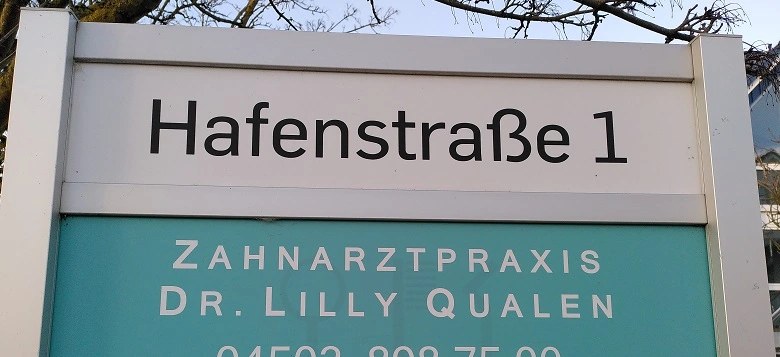 Hafenstraße 1
ZAHNARZTPRAXIS
DR. LILLY QUALEN